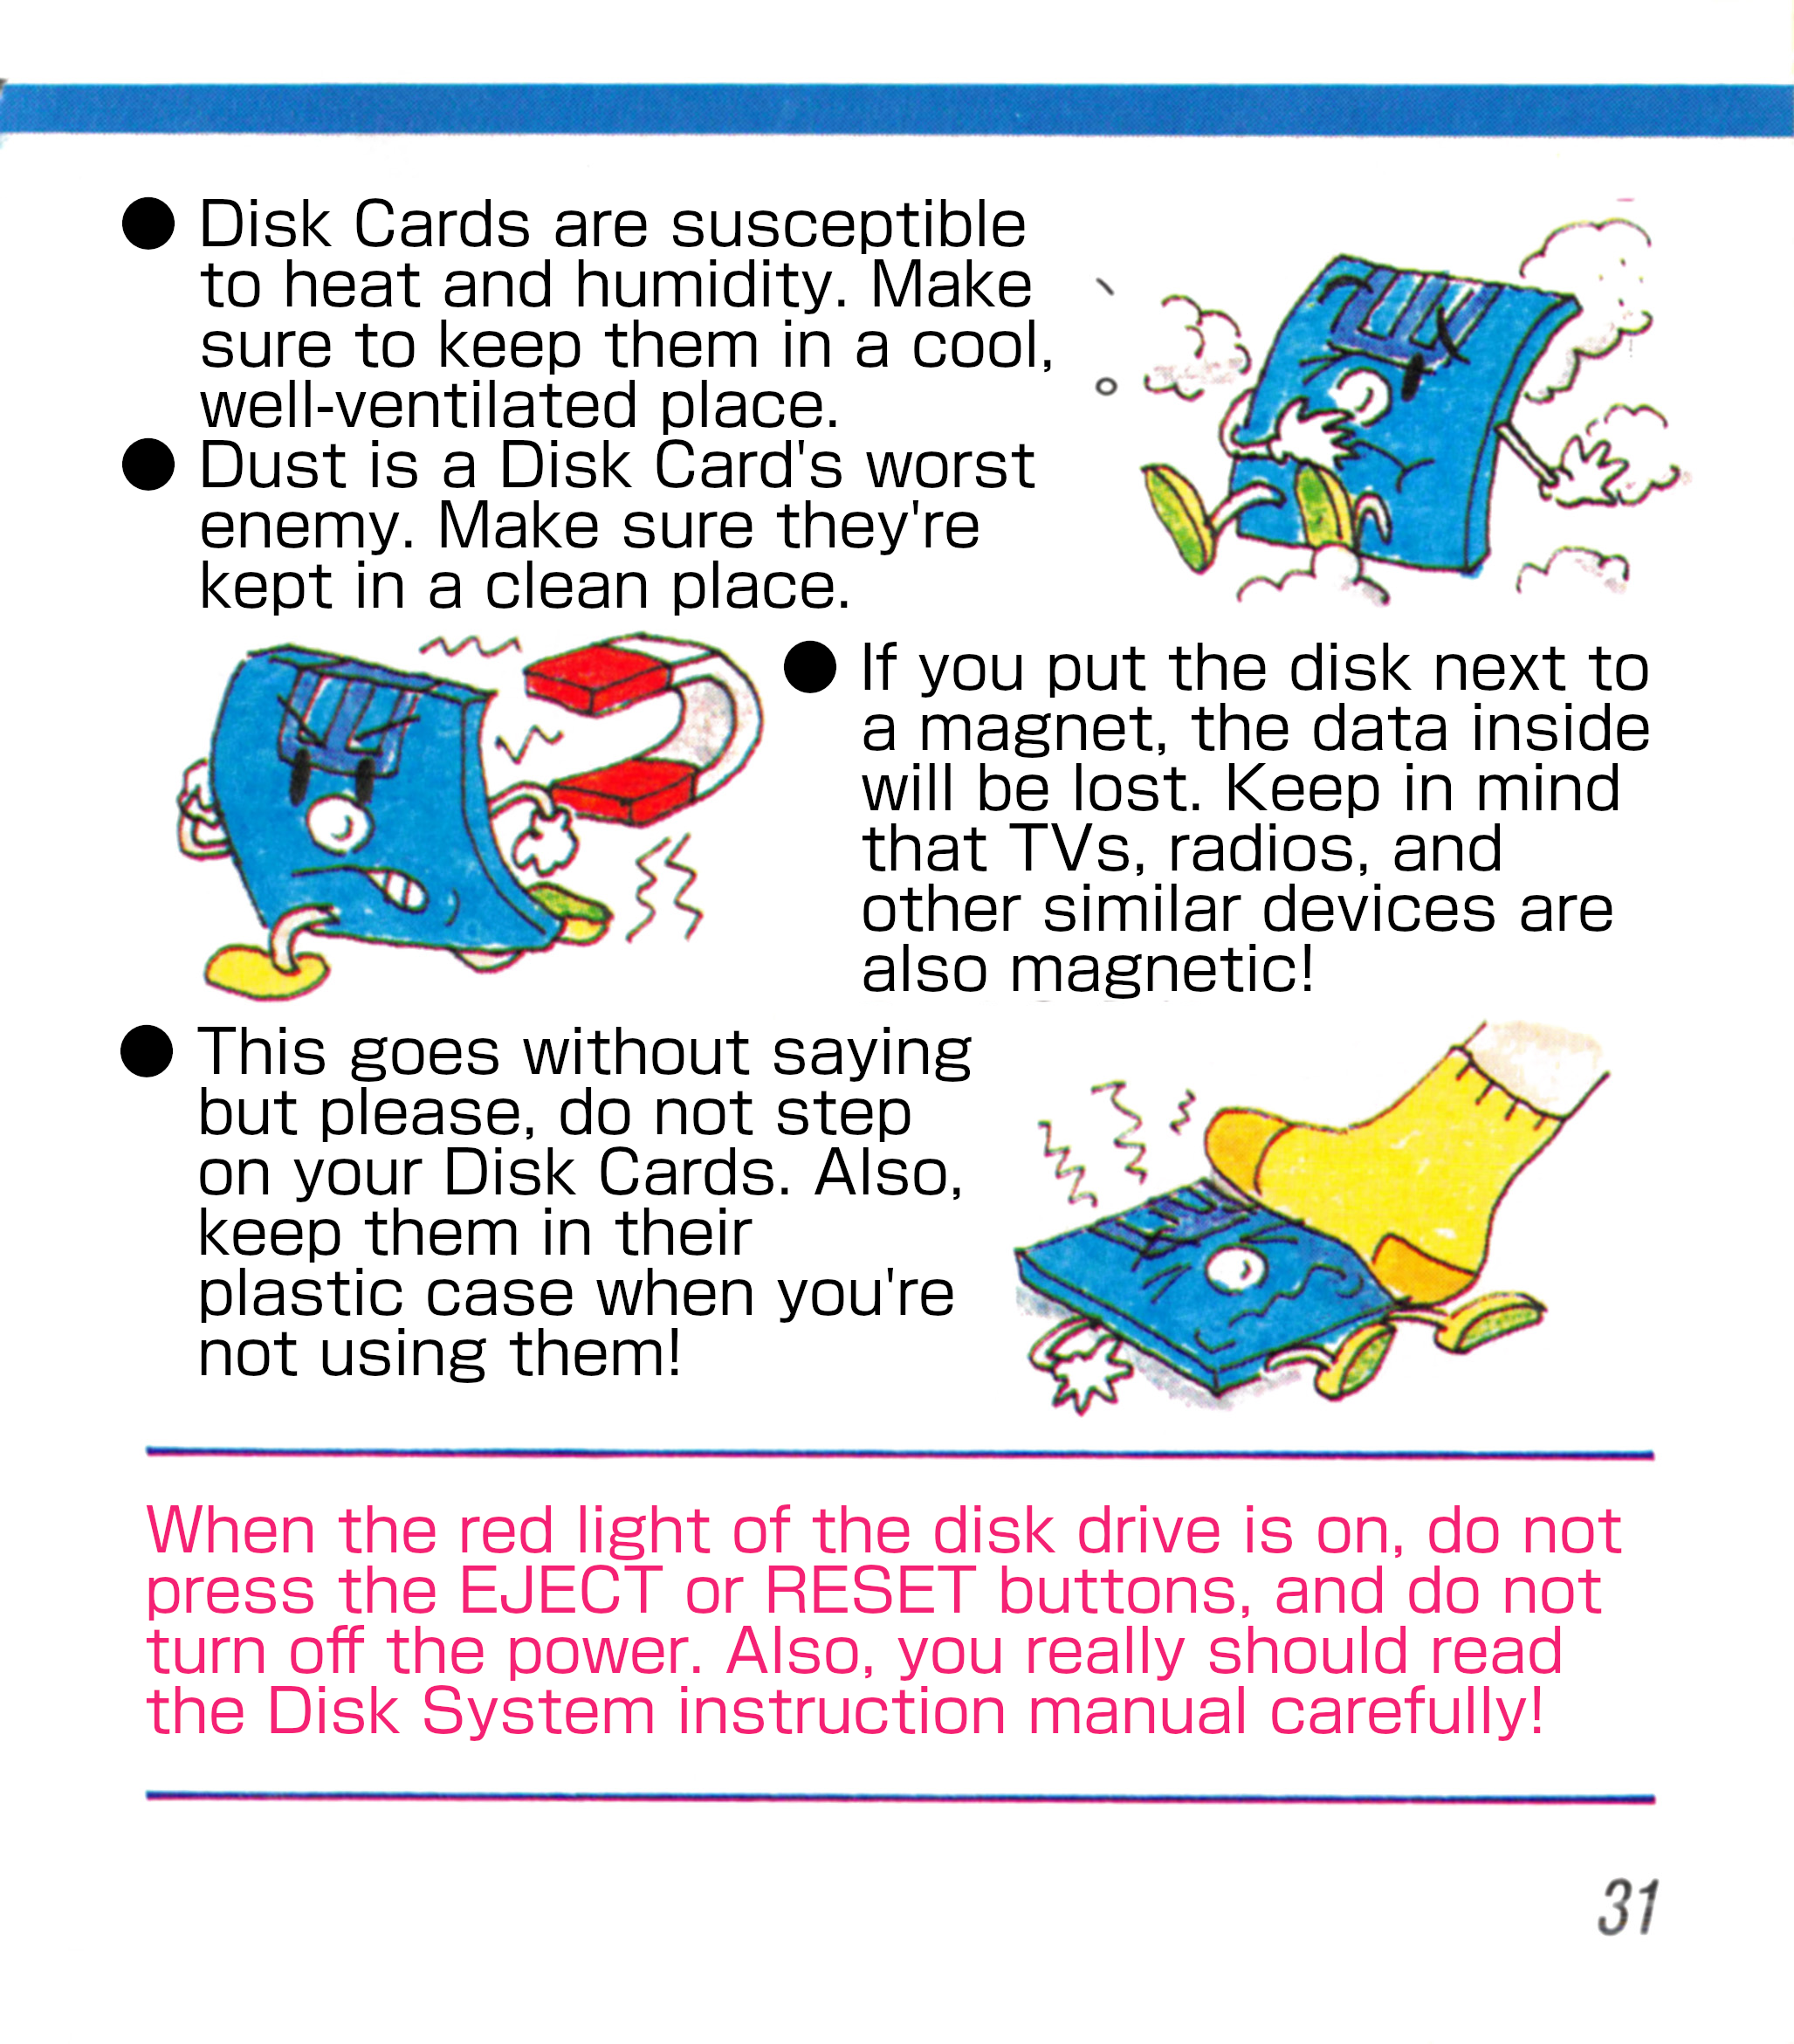 ● Disk Cards are susceptible
to heat and humidity. Make
sure to keep them in a cool,
well-ventilated place.
● Dust is a Disk Card's worst
enemy. Make sure they're
kept in a clean place.
● If you put the disk next to
a magnet, the data inside
will be lost. Keep in mind
that TVs, radios, and
other similar devices are
also magnetic!
● This goes without saying
but please, do not step
on your Disk Cards. Also,
keep them in their
plastic case when you're
not using them!
When the red light of the disk drive is on, do not
press the EJECT or RESET buttons, and do not
turn off the power. Also, you really should read
the Disk System instruction manual carefully!
31